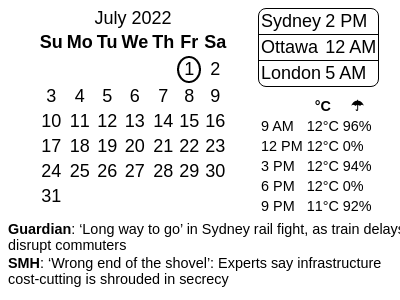 July 2022
Su Mo Tu We Th Fr Sa
1 2
3 4 5 6 7 8 9
10 11 12 13 14 15 16
17 18 19 20 21 22 23
24 25 26 27 28 29 30
31
Sydney 2 PM
Ottawa 12 AM
London 5 AM
°C ☂
9 AM 12°C 96%
12 PM 12°C 0%
3 PM 12°C 94%
6 PM 12°C 0%
9 PM 11°C 92%
Guardian: ‘Long way to go’ in Sydney rail fight, as train delays
disrupt commuters
SMH: ‘Wrong end of the shovel’: Experts say infrastructure
cost-cutting is shrouded in secrecy